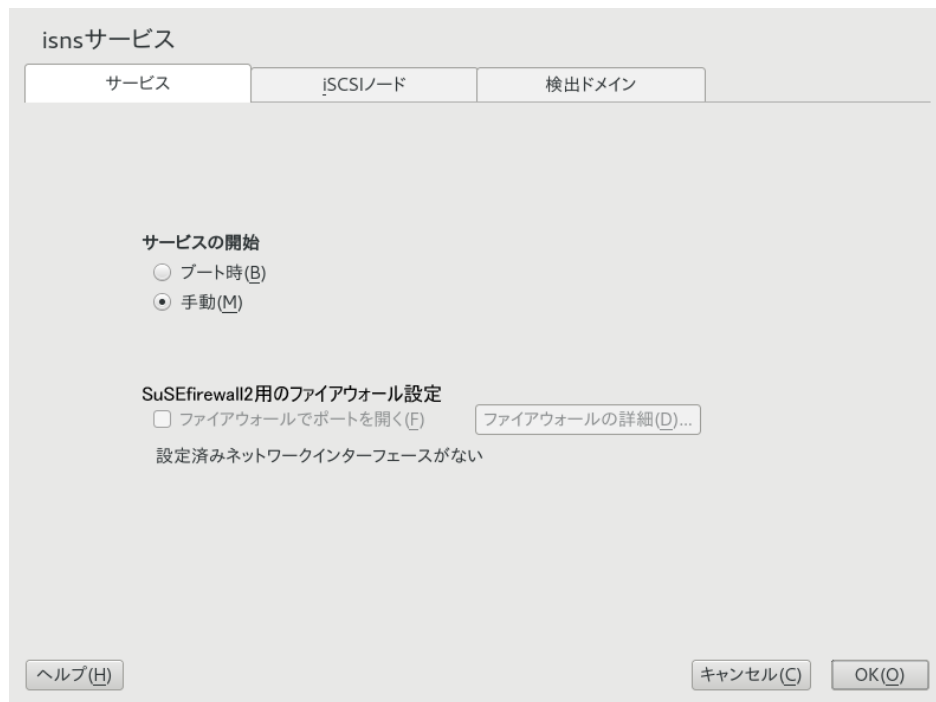 isnsサービス
サービス
iSCSIノード
検出ドメイン
サービスの開始
ブート時(B)
手動(M)
SuSEfirewall2用のファイアウォール設定
ファイアウォールでポートを開く(F)
ファイアウォールの詳細(D)...
設定済みネットワークインターフェースがない
ヘルプ(H)
キャンセル(C)
OK(O)